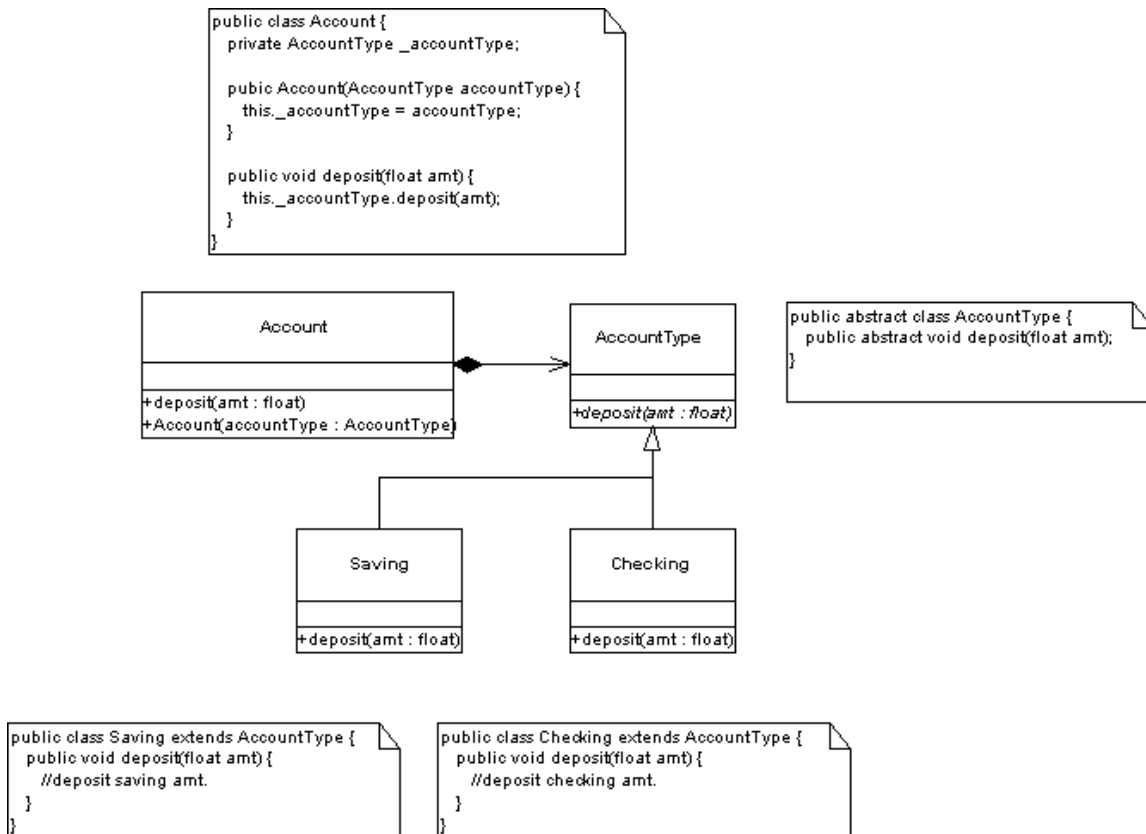 public class Account {
private AccountType _accountType;
pubic Account(AccountType accountType) {
this._accountType = accountType;
}
public void deposit(float amt) {
this._accountType.deposit(amt);
}
}
Account
+deposit(amt : float)
+Account(accountType : AccountType)
AccountType
+deposit(amt : float)
public abstract class AccountType {
public abstract void deposit(float amt);
}
Saving
+deposit(amt : float)
Checking
+deposit(amt : float)
public class Saving extends AccountType {
public void deposit(float amt) {
//deposit saving amt.
}
}
public class Checking extends AccountType {
public void deposit(float amt) {
//deposit checking amt.
}
}